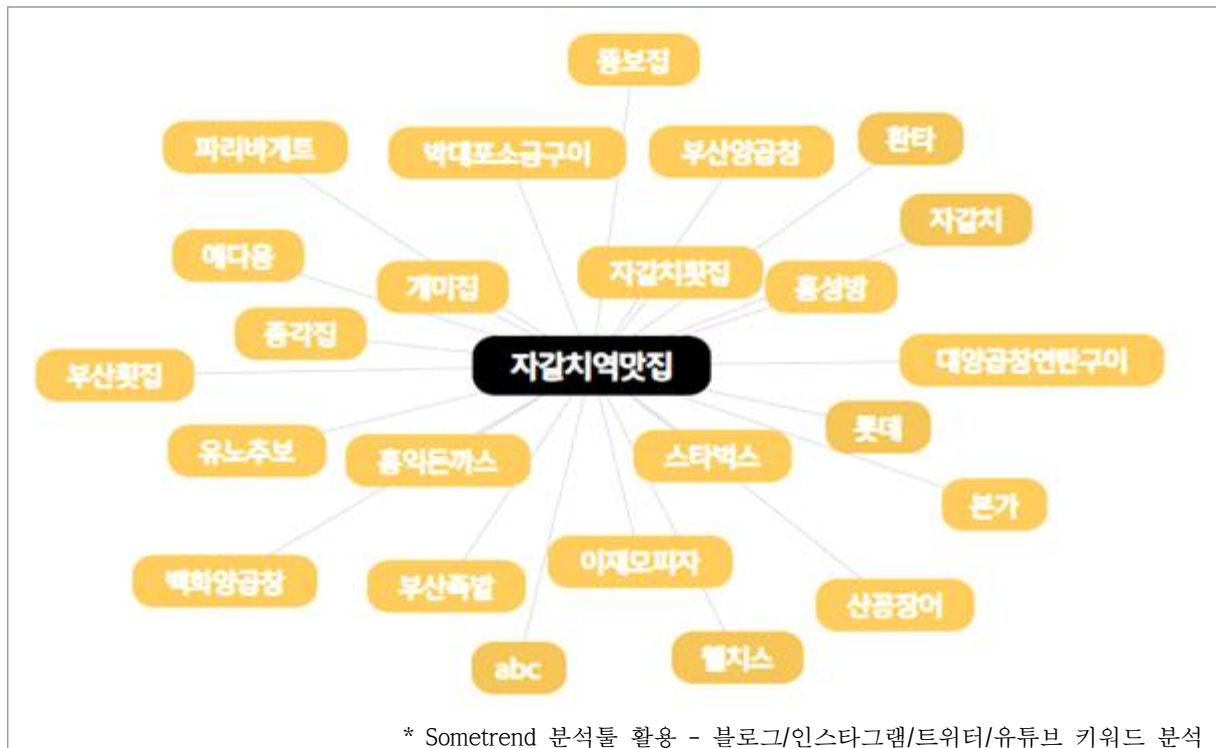 뚱보집
파리바게트
박대포소금구이
부산양곱창
환타
자갈치
예다움
개미집
자갈치횟집
홍성방
종각집
부산횟집
자갈치역맛집
대양곱창연탄구이
롯데
유노추보
홍익돈까스
스타벅스
본가
백화양곱창
부산족발
이재모피자
산꼼장어
abc
웰치스
* Sometrend 분석툴 활용 - 블로그/인스타그램/트위터/유튜브 키워드 분석